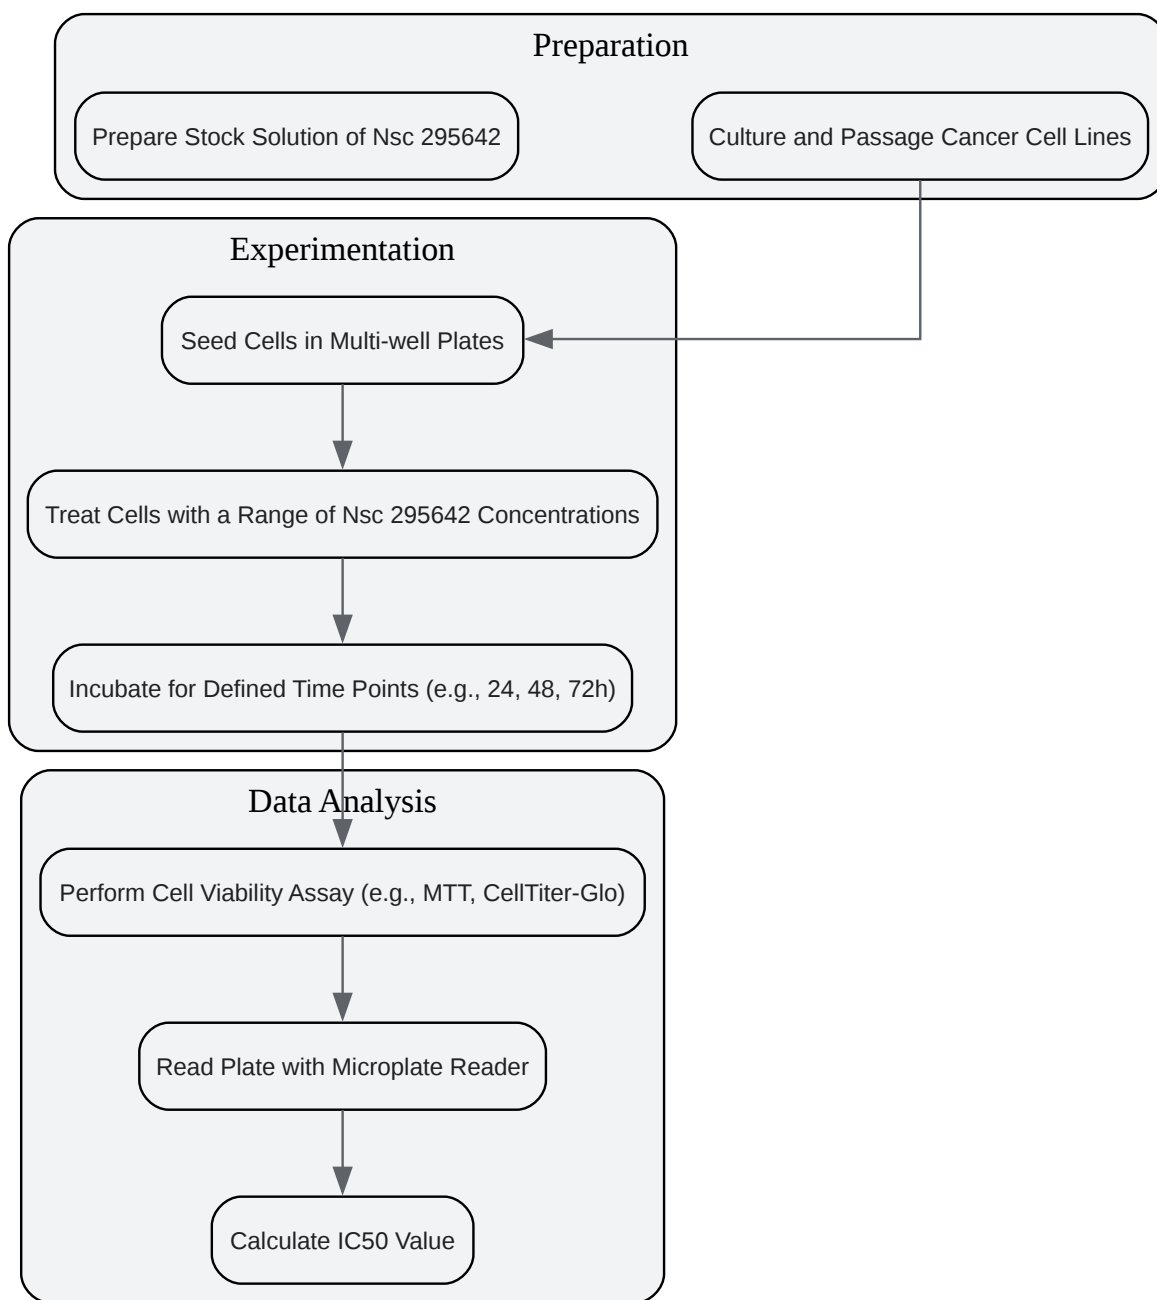 Preparation
Prepare Stock Solution of Nsc 295642
Culture and Passage Cancer Cell Lines
Experimentation
Seed Cells in Multi-well Plates
Treat Cells with a Range of Nsc 295642 Concentrations
Incubate for Defined Time Points (e.g., 24, 48, 72h)
Data Analysis
Perform Cell Viability Assay (e.g., MTT, CellTiter-Glo)
Read Plate with Microplate Reader
Calculate IC50 Value